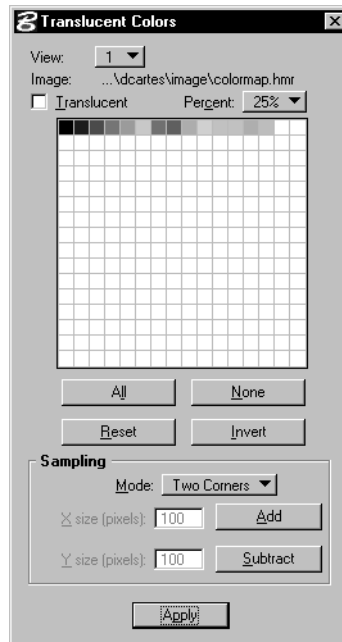 Translucent Colors
View: 1
Image: ...\dcartes\image\colormap.hmr
Translucent Percent: 25%
All None
Reset Invert
Sampling
Mode: Two Corners
X size (pixels): 100 Add
Y size (pixels): 100 Subtract
Apply